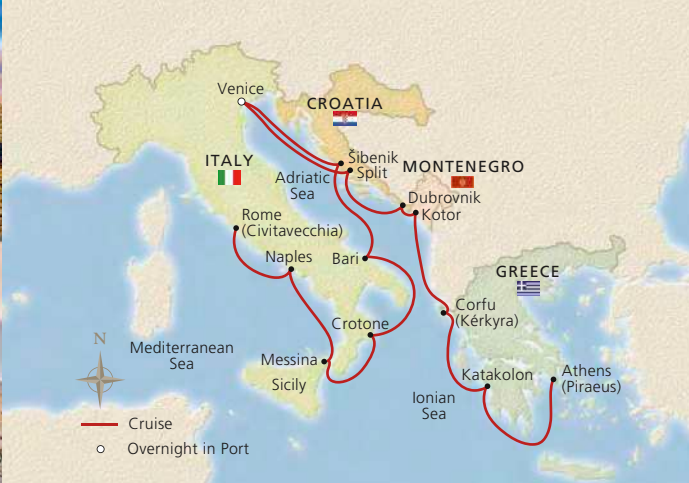 Venice
CROATIA
ITALY
Šibenik
Split
MONTENEGRO
Adriatic
Sea
Dubrovnik
Kotor
Rome
(Civitavecchia)
Naples
Bari
GREECE
Corfu
(Kérkyra)
Crotone
N
Mediterranean
Sea
Messina
Sicily
Katakolon
Athens
(Piraeus)
Ionian
Sea
Cruise
Overnight in Port